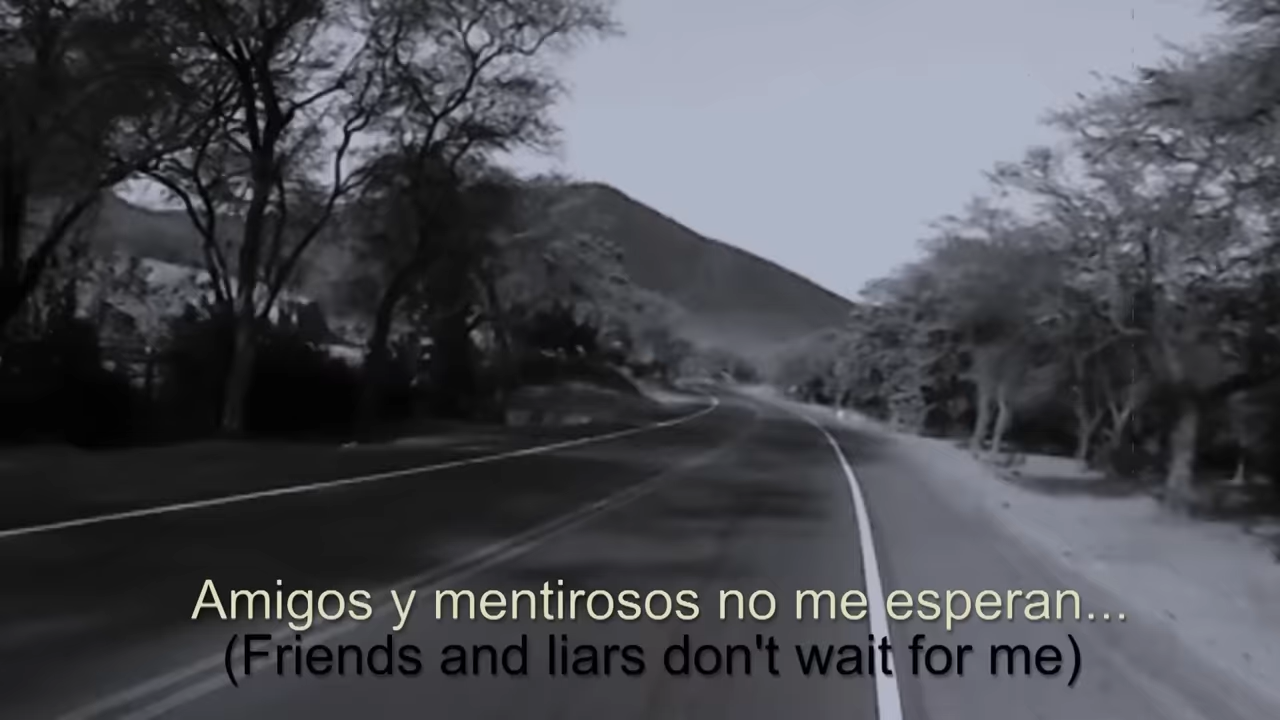 Amigos y mentirosos no me esperan...
(Friends and liars don't wait for me)